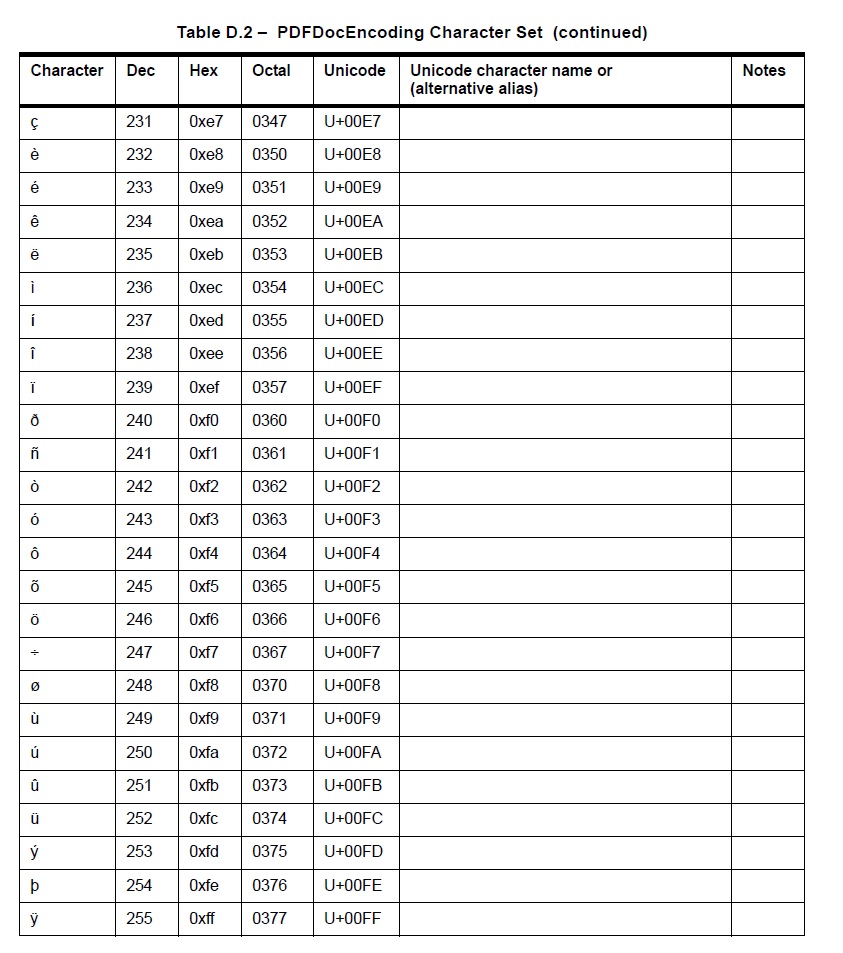 Table D.2 – PDFDocEncoding Character Set (continued)
Character Dec Hex Octal Unicode Unicode character name or (alternative alias) Notes
ç 231 0xe7 0347 U+00E7
è 232 0xe8 0350 U+00E8
é 233 0xe9 0351 U+00E9
ê 234 0xea 0352 U+00EA
ë 235 0xeb 0353 U+00EB
ì 236 0xec 0354 U+00EC
í 237 0xed 0355 U+00ED
î 238 0xee 0356 U+00EE
ï 239 0xef 0357 U+00EF
ð 240 0xf0 0360 U+00F0
ñ 241 0xf1 0361 U+00F1
ò 242 0xf2 0362 U+00F2
ó 243 0xf3 0363 U+00F3
ô 244 0xf4 0364 U+00F4
õ 245 0xf5 0365 U+00F5
ö 246 0xf6 0366 U+00F6
÷ 247 0xf7 0367 U+00F7
ø 248 0xf8 0370 U+00F8
ù 249 0xf9 0371 U+00F9
ú 250 0xfa 0372 U+00FA
û 251 0xfb 0373 U+00FB
ü 252 0xfc 0374 U+00FC
ý 253 0xfd 0375 U+00FD
þ 254 0xfe 0376 U+00FE
ÿ 255 0xff 0377 U+00FF